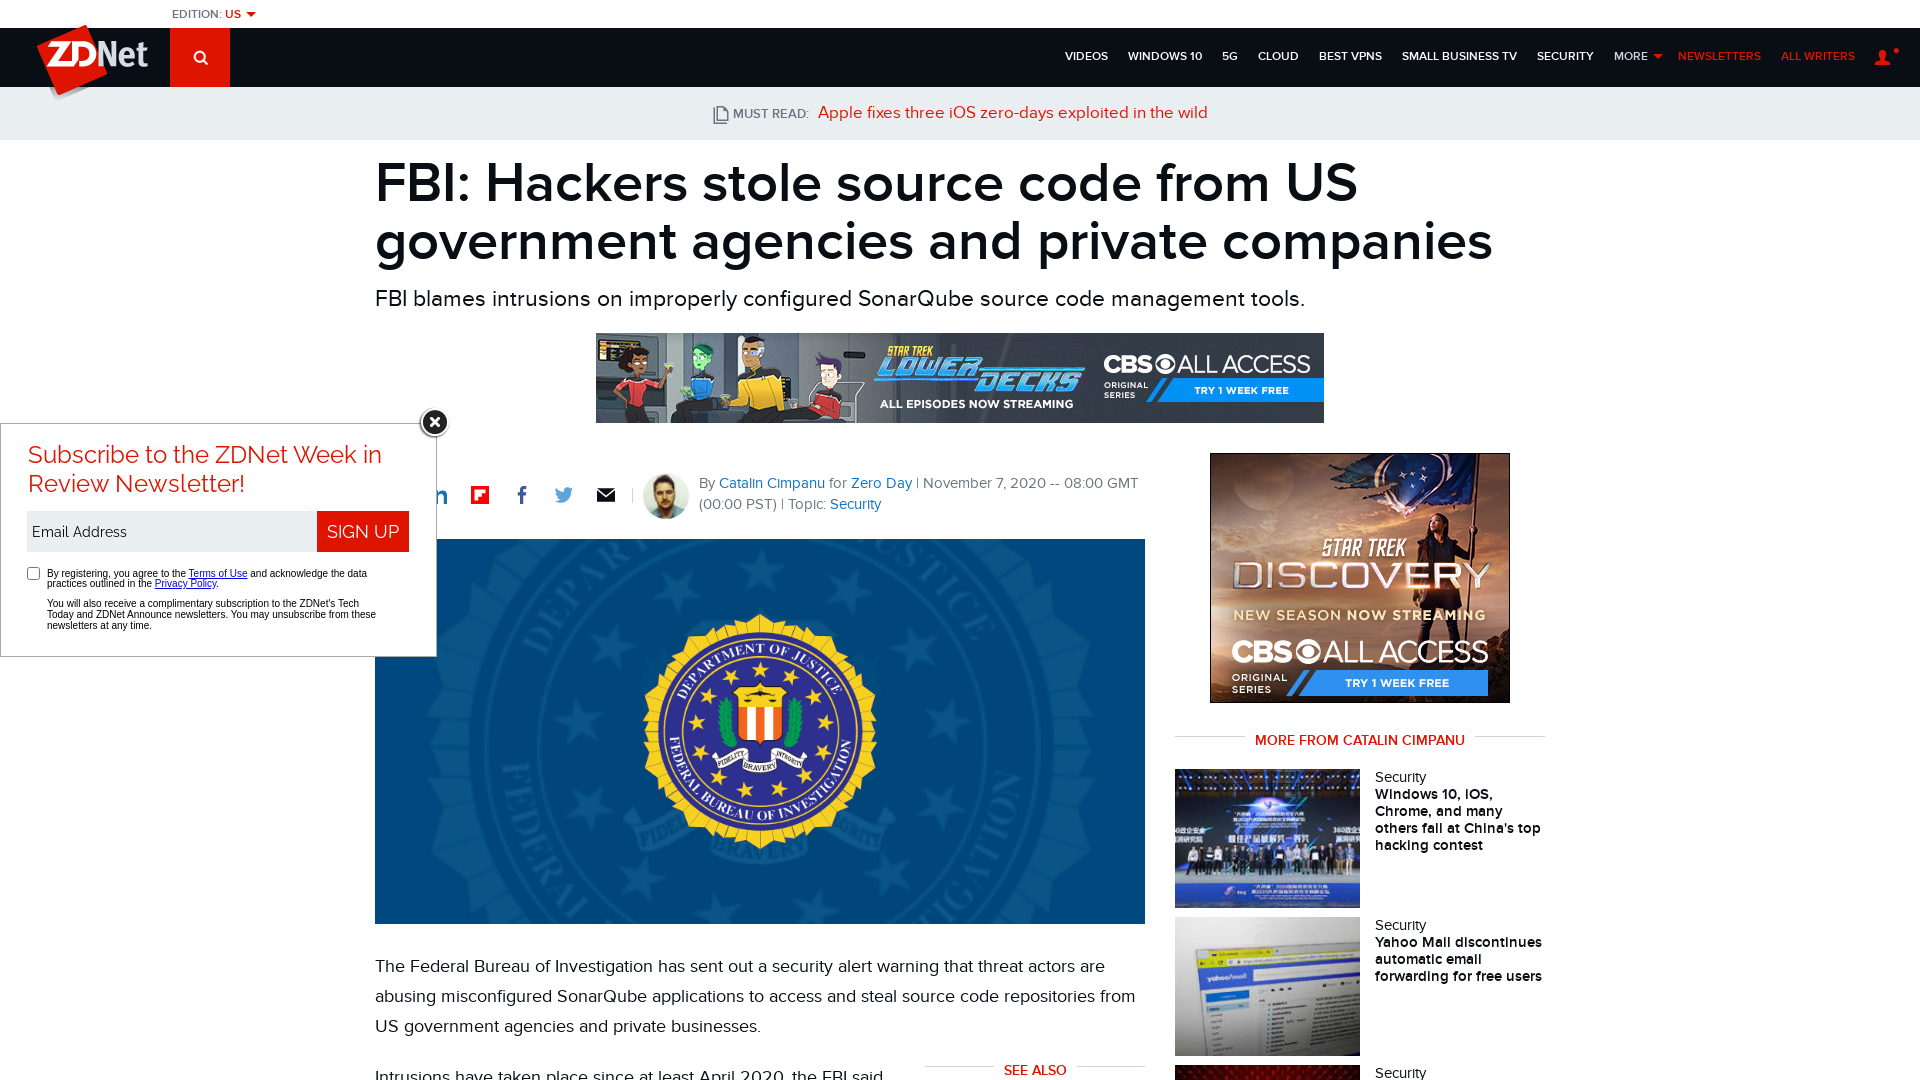 EDITION: US
ZDNet
VIDEOS WINDOWS 10 5G CLOUD BEST VPNS SMALL BUSINESS TV SECURITY MORE NEWSLETTERS ALL WRITERS
MUST READ: Apple fixes three iOS zero-days exploited in the wild
FBI: Hackers stole source code from US
government agencies and private companies
FBI blames intrusions on improperly configured SonarQube source code management tools.
STAR TREK
LOWER DECKS
ALL EPISODES NOW STREAMING
CBS ALL ACCESS
ORIGINAL
SERIES
TRY 1 WEEK FREE
Subscribe to the ZDNet Week in
Review Newsletter!
Email Address
SIGN UP
By registering, you agree to the Terms of Use and acknowledge the data
practices outlined in the Privacy Policy.
You will also receive a complimentary subscription to the ZDNet's Tech
Today and ZDNet Announce newsletters. You may unsubscribe from these
newsletters at any time.
By Catalin Cimpanu for Zero Day | November 7, 2020 -- 08:00 GMT
(00:00 PST) | Topic: Security
DEPARTMENT OF JUSTICE
FIDELITY BRAVERY INTEGRITY
FEDERAL BUREAU OF INVESTIGATION
The Federal Bureau of Investigation has sent out a security alert warning that threat actors are
abusing misconfigured SonarQube applications to access and steal source code repositories from
US government agencies and private businesses.
Intrusions have taken place since at least April 2020, the FBI said
SEE ALSO
STAR TREK
DISCOVERY
NEW SEASON NOW STREAMING
CBS ALL ACCESS
ORIGINAL
SERIES
TRY 1 WEEK FREE
MORE FROM CATALIN CIMPANU
Security
Windows 10, iOS,
Chrome, and many
others fall at China's top
hacking contest
Security
Yahoo Mail discontinues
automatic email
forwarding for free users
Security